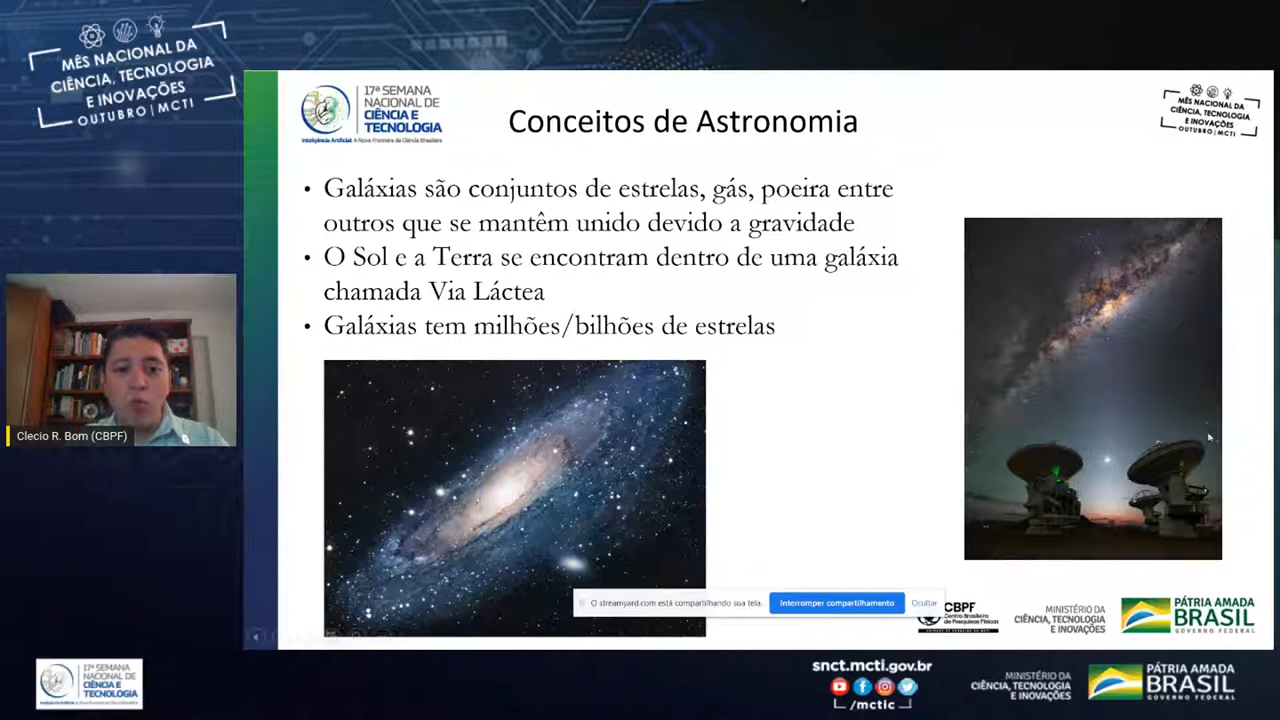 MÊS NACIONAL DA
CIÊNCIA, TECNOLOGIA
E INOVAÇÕES
OUTUBRO | MCTI
17ª SEMANA
NACIONAL DE
CIÊNCIA E
TECNOLOGIA
Inteligência Artificial: A Nova Fronteira da Ciência Brasileira
Conceitos de Astronomia
MÊS NACIONAL DA
CIÊNCIA, TECNOLOGIA
E INOVAÇÕES
OUTUBRO | MCTI
• Galáxias são conjuntos de estrelas, gás, poeira entre
outros que se mantêm unido devido a gravidade
• O Sol e a Terra se encontram dentro de uma galáxia
chamada Via Láctea
• Galáxias tem milhões/bilhões de estrelas
Clecio R. Bom (CBPF)
O streamyard.com está compartilhando sua tela.
Interromper compartilhamento
Ocultar
CBPF
Centro Brasileiro
de Pesquisas Físicas
MINISTÉRIO DA
CIÊNCIA, TECNOLOGIA
E INOVAÇÕES
PÁTRIA AMADA
BRASIL
GOVERNO FEDERAL
17ª SEMANA
NACIONAL DE
CIÊNCIA E
TECNOLOGIA
snct.mcti.gov.br
/mctic
MINISTÉRIO DA
CIÊNCIA, TECNOLOGIA
E INOVAÇÕES
PÁTRIA AMADA
BRASIL
GOVERNO FEDERAL